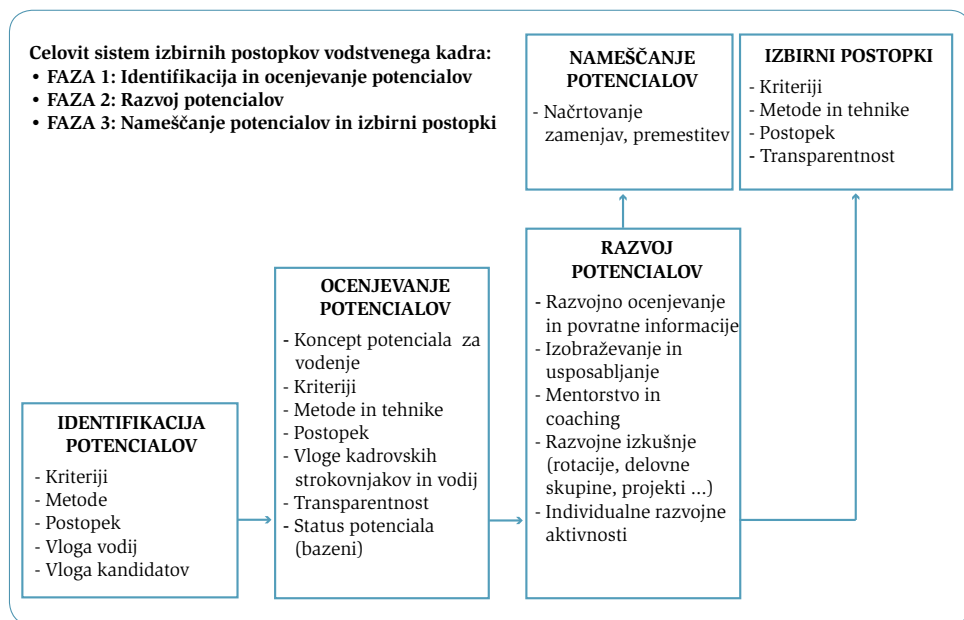 Celovit sistem izbirnih postopkov vodstvenega kadra:
• FAZA 1: Identifikacija in ocenjevanje potencialov
• FAZA 2: Razvoj potencialov
• FAZA 3: Nameščanje potencialov in izbirni postopki
NAMEŠČANJE
POTENCIALOV
- Načrtovanje
zamenjav, premestitev
IZBIRNI POSTOPKI
- Kriteriji
- Metode in tehnike
- Postopek
- Transparentnost
IDENTIFIKACIJA
POTENCIALOV
- Kriteriji
- Metode
- Postopek
- Vloga vodij
- Vloga kandidatov
OCENJEVANJE
POTENCIALOV
- Koncept potenciala za
vodenje
- Kriteriji
- Metode in tehnike
- Postopek
- Vloge kadrovskih
strokovnjakov in vodij
- Transparentnost
- Status potenciala
(bazeni)
RAZVOJ
POTENCIALOV
- Razvojno ocenjevanje
in povratne informacije
- Izobraževanje in
usposabljanje
- Mentorstvo in
coaching
- Razvojne izkušnje
(rotacije, delovne
skupine, projekti ...)
- Individualne razvojne
aktivnosti